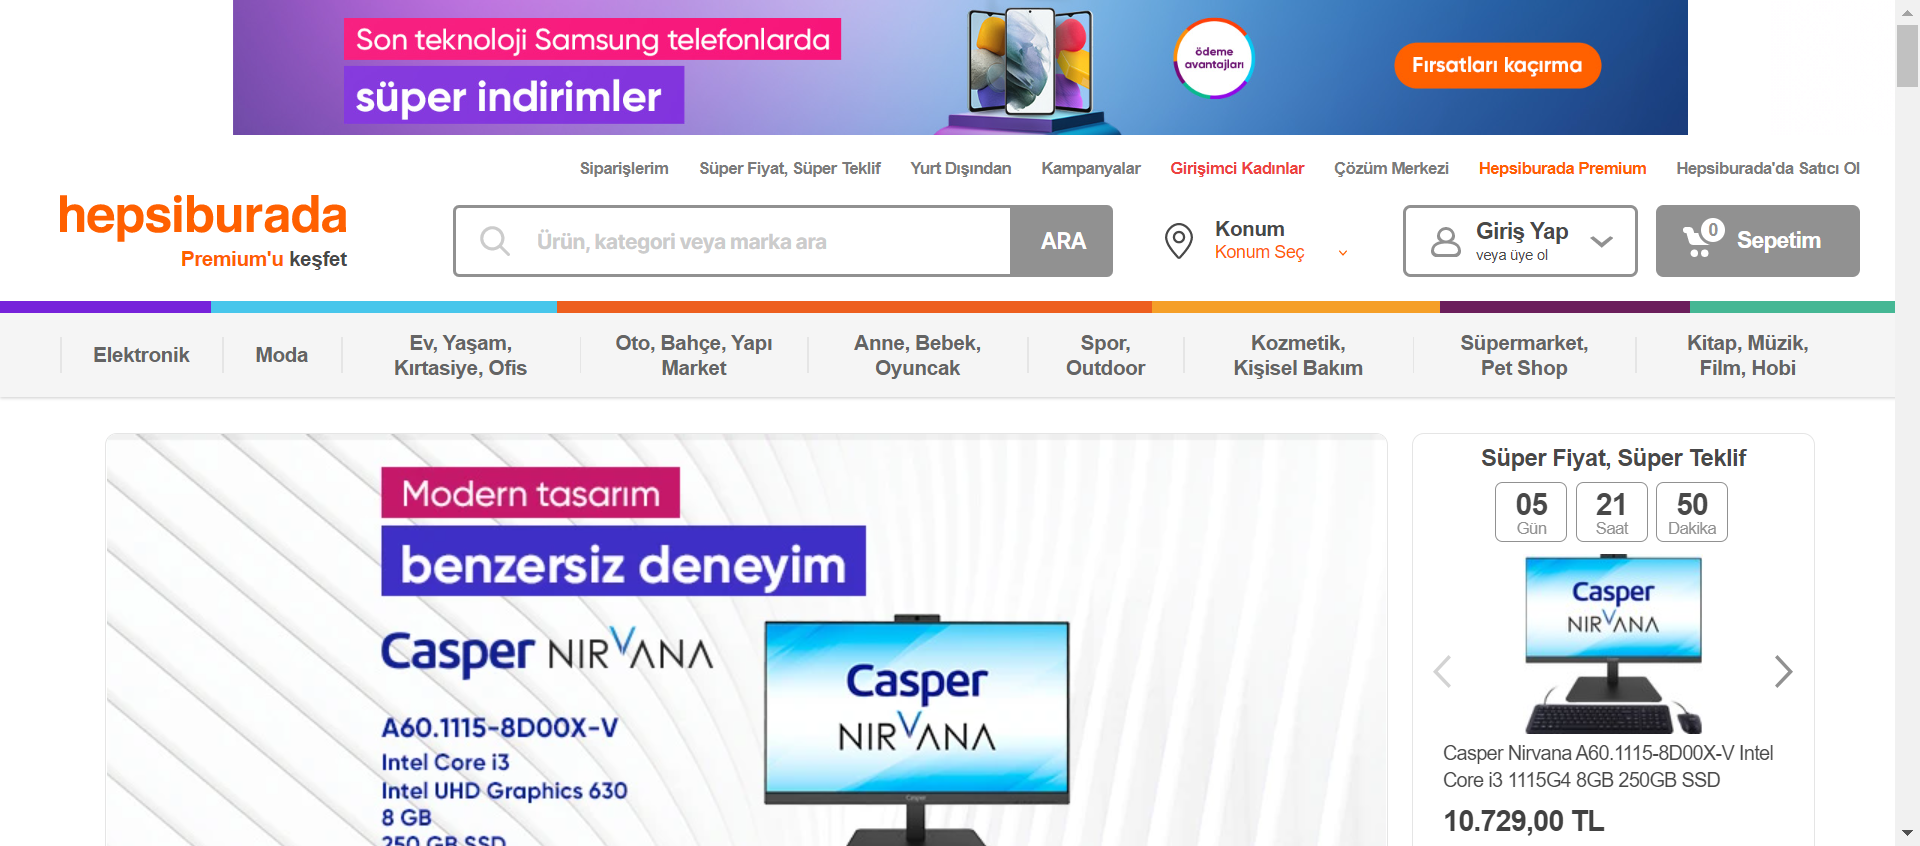 Son teknoloji Samsung telefonlarda
süper indirimler
ödeme
avantajları
Fırsatları kaçırma
Siparişlerim Süper Fiyat, Süper Teklif Yurt Dışından Kampanyalar Girişimci Kadınlar Çözüm Merkezi Hepsiburada Premium Hepsiburada'da Satıcı Ol
hepsiburada
Premium'u keşfet
Ürün, kategori veya marka ara
ARA
Konum
Konum Seç
Giriş Yap
veya üye ol
0
Sepetim
Elektronik
Moda
Ev, Yaşam,
Kırtasiye, Ofis
Oto, Bahçe, Yapı
Market
Anne, Bebek,
Oyuncak
Spor,
Outdoor
Kozmetik,
Kişisel Bakım
Süpermarket,
Pet Shop
Kitap, Müzik,
Film, Hobi
Modern tasarım
benzersiz deneyim
Casper NIRVANA
A60.1115-8D00X-V
Intel Core i3
Intel UHD Graphics 630
8 GB
250 GB SSD
Casper
NIRVANA
Casper
Süper Fiyat, Süper Teklif
05 21 50
Gün Saat Dakika
Casper
NIRVANA
Casper Nirvana A60.1115-8D00X-V Intel
Core i3 1115G4 8GB 250GB SSD
10.729,00 TL